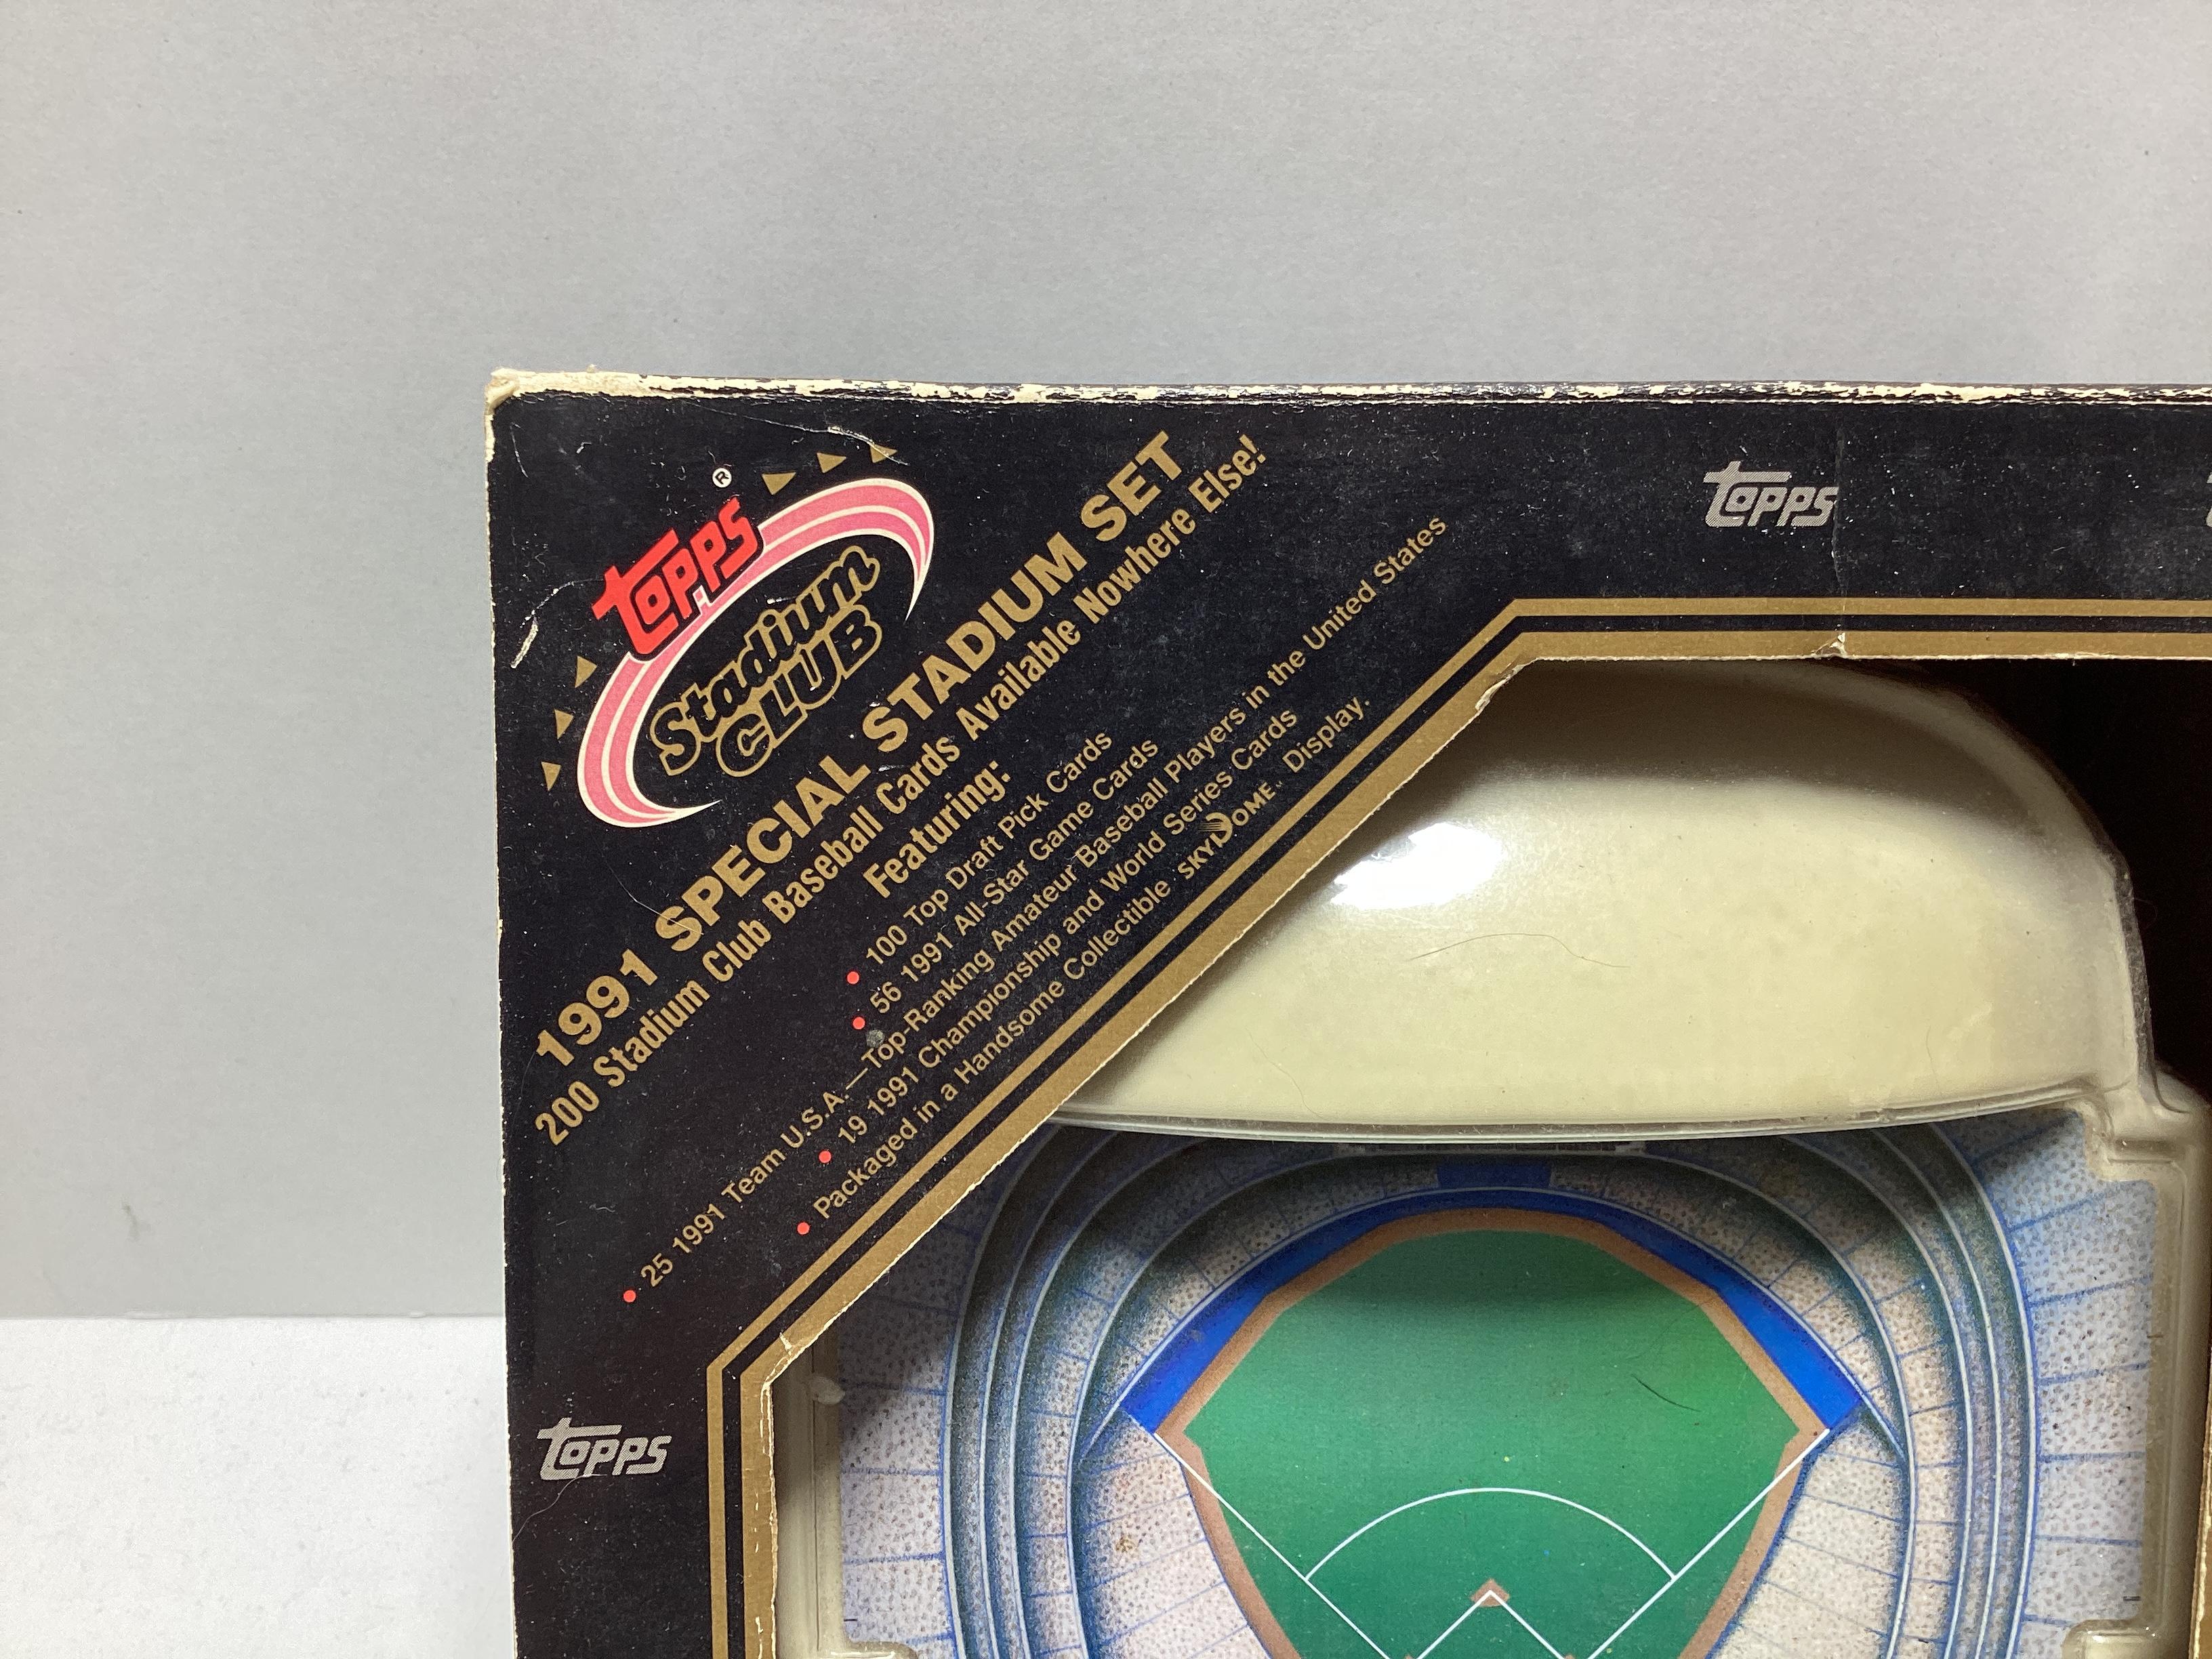 Topps®
Stadium
CLUB
1991 SPECIAL STADIUM SET
200 Stadium Club Baseball Cards Available Nowhere Else!
Featuring:
• 100 Top Draft Pick Cards
• 56 1991 All-Star Game Cards
• 25 1991 Team U.S.A.—Top-Ranking Amateur Baseball Players in the United States
• 19 1991 Championship and World Series Cards
• Packaged in a Handsome Collectible SKYDOME™ Display.
Topps
Topps